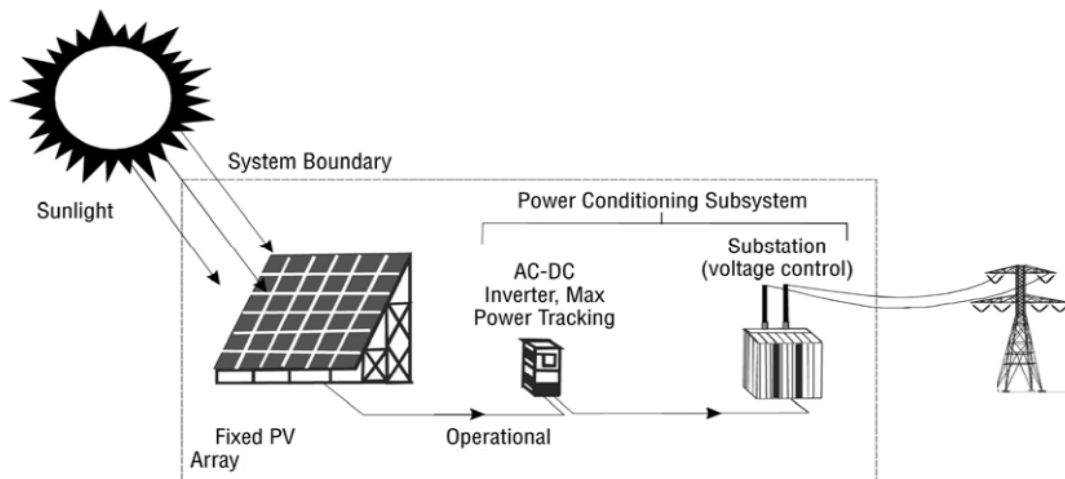 System Boundary
Sunlight
Power Conditioning Subsystem
Substation
(voltage control)
AC-DC
Inverter, Max
Power Tracking
Fixed PV
Array
Operational